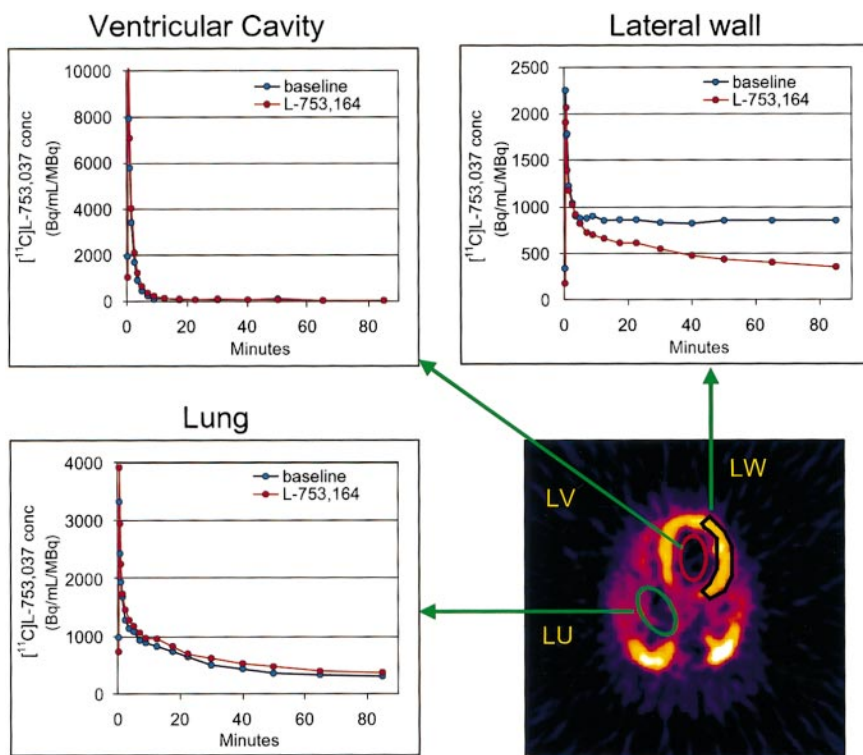 Ventricular Cavity
[¹¹C]L-753,037 conc
(Bq/mL/MBq)
10000
8000
6000
4000
2000
0
baseline
L-753,164
0
20
40
60
80
Minutes
Lateral wall
[¹¹C]L-753,037 conc
(Bq/mL/MBq)
2500
2000
1500
1000
500
0
baseline
L-753,164
0
20
40
60
80
Minutes
Lung
[¹¹C]L-753,037 conc
(Bq/mL/MBq)
4000
3000
2000
1000
0
baseline
L-753,164
0
20
40
60
80
Minutes
LW
LV
LU